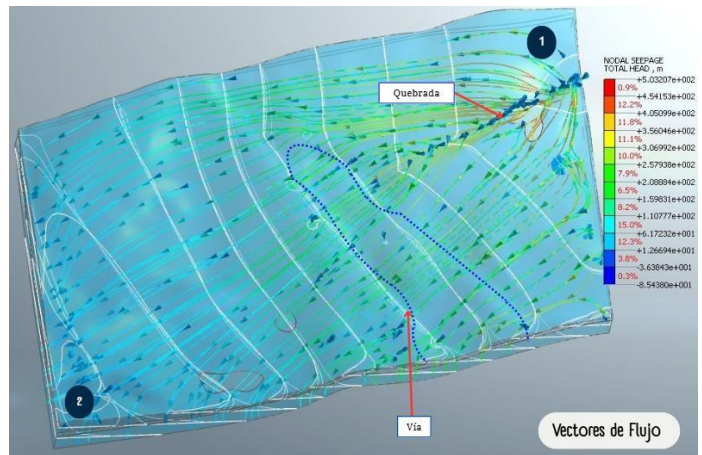 1
NODAL SEEPAGE
TOTAL HEAD , m
+5.03207e+002
0.9%
+4.54153e+002
12.2%
+4.05099e+002
11.8%
+3.56046e+002
11.1%
+3.06992e+002
10.0%
+2.57938e+002
7.9%
+2.08884e+002
6.5%
+1.59831e+002
8.2%
+1.10777e+002
15.0%
+6.17232e+001
12.3%
+1.26694e+001
3.8%
-3.63843e+001
0.3%
-8.54380e+001
Quebrada
2
Vía
Vectores de Flujo